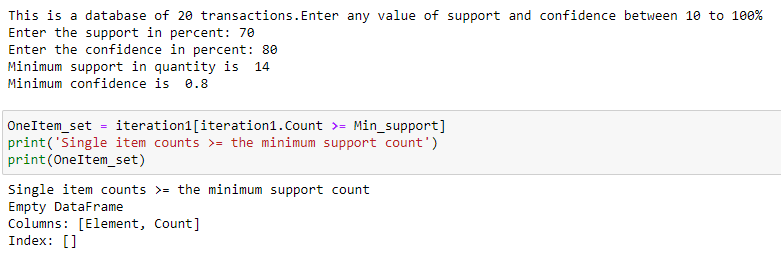 This is a database of 20 transactions.Enter any value of support and confidence between 10 to 100%
Enter the support in percent: 70
Enter the confidence in percent: 80
Minimum support in quantity is  14
Minimum confidence is  0.8
OneItem_set = iteration1[iteration1.Count >= Min_support]
print('Single item counts >= the minimum support count')
print(OneItem_set)
Single item counts >= the minimum support count
Empty DataFrame
Columns: [Element, Count]
Index: []